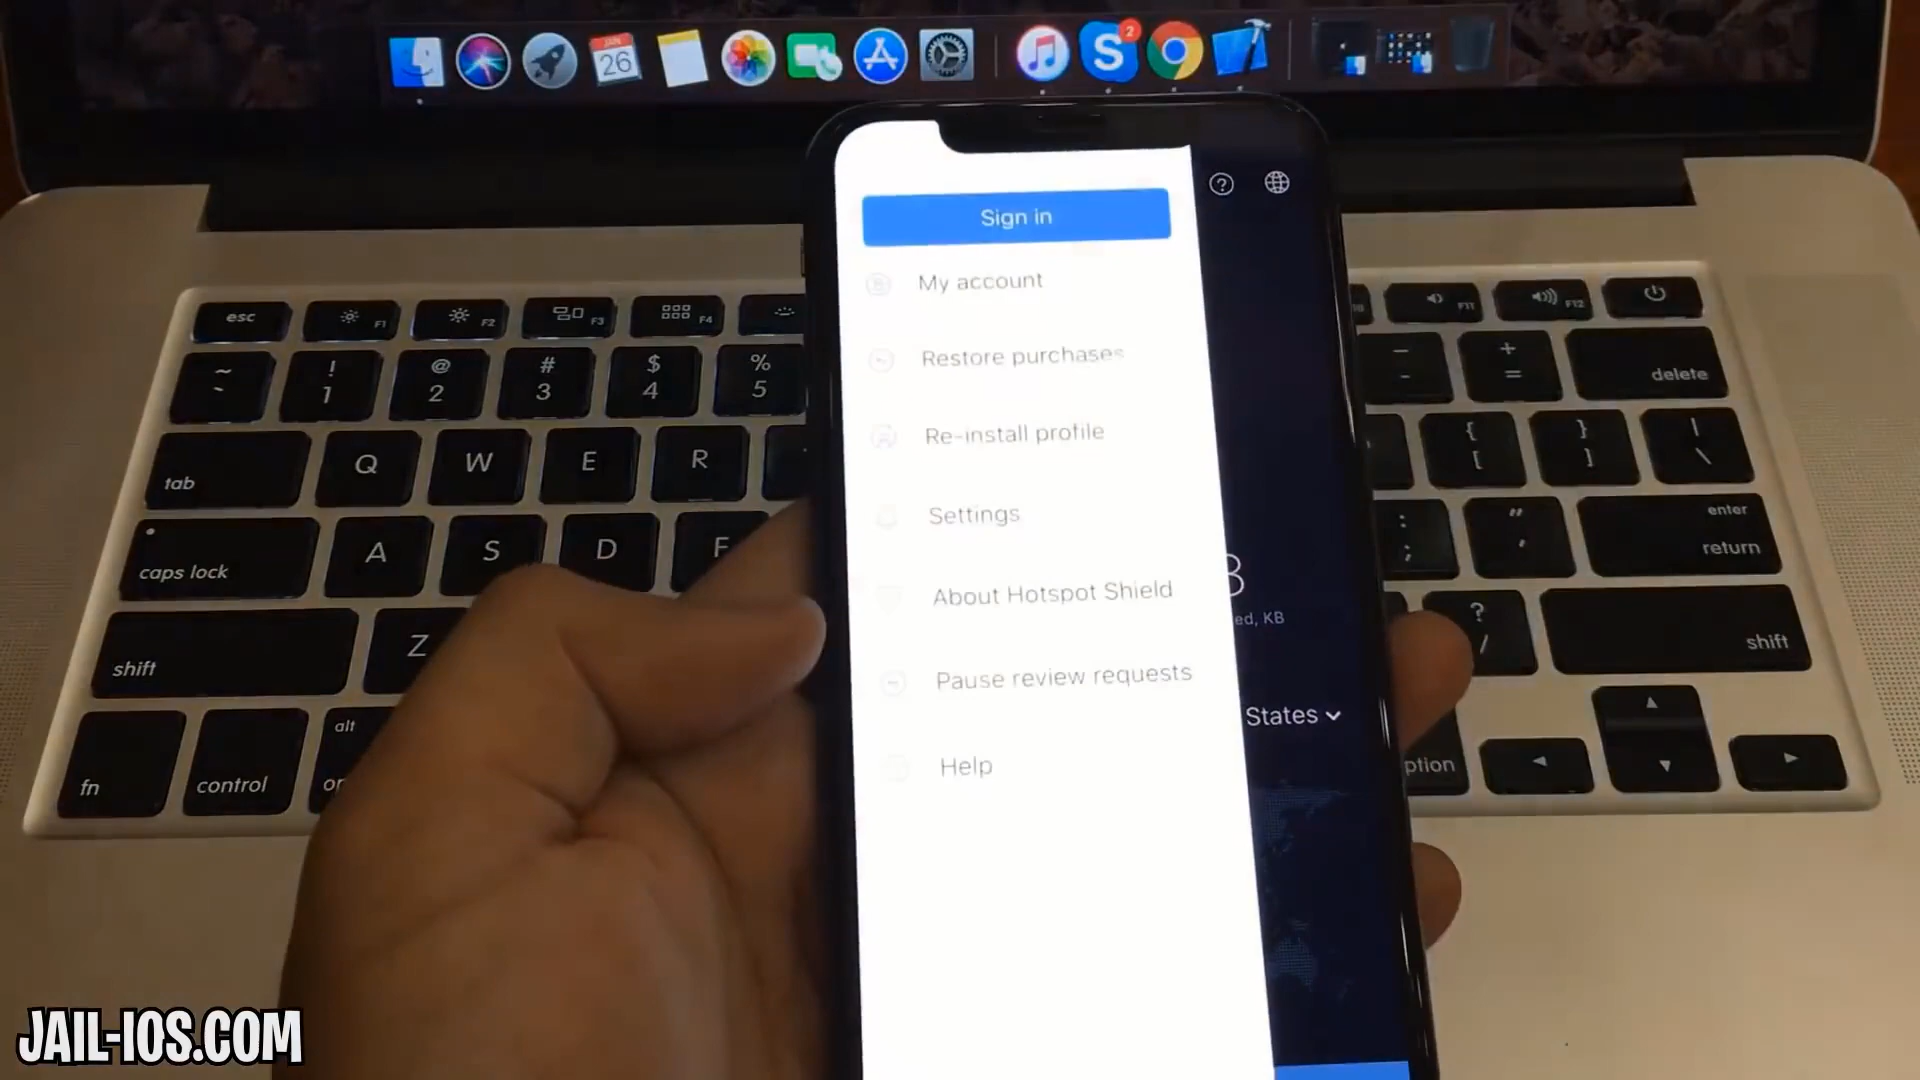 JAN
26
S
2
Sign in
My account
Restore purchases
Re-install profile
Settings
About Hotspot Shield
Pause review requests
Help
B
ed, KB
States
esc
F1
F2
F3
F4
F11
F12
~
`
!
1
@
2
#
3
$
4
%
5
–
-
+
=
delete
tab
Q
W
E
R
{
[
}
]
|
\
caps lock
A
S
D
F
:
;
"
'
enter
return
shift
Z
?
/
shift
fn
control
alt
ption
JAIL-IOS.COM